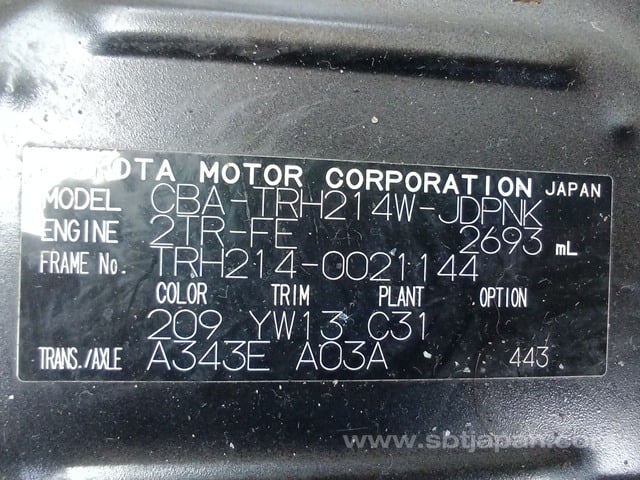 TOYOTA MOTOR CORPORATION JAPAN
MODEL CBA-TRH214W-JDPNK
ENGINE 2TR-FE 2693 mL
FRAME No. TRH214-0021144
COLOR TRIM PLANT OPTION
209 YW13 C31
TRANS./AXLE A343E A03A 443
www.sbtjapan.com